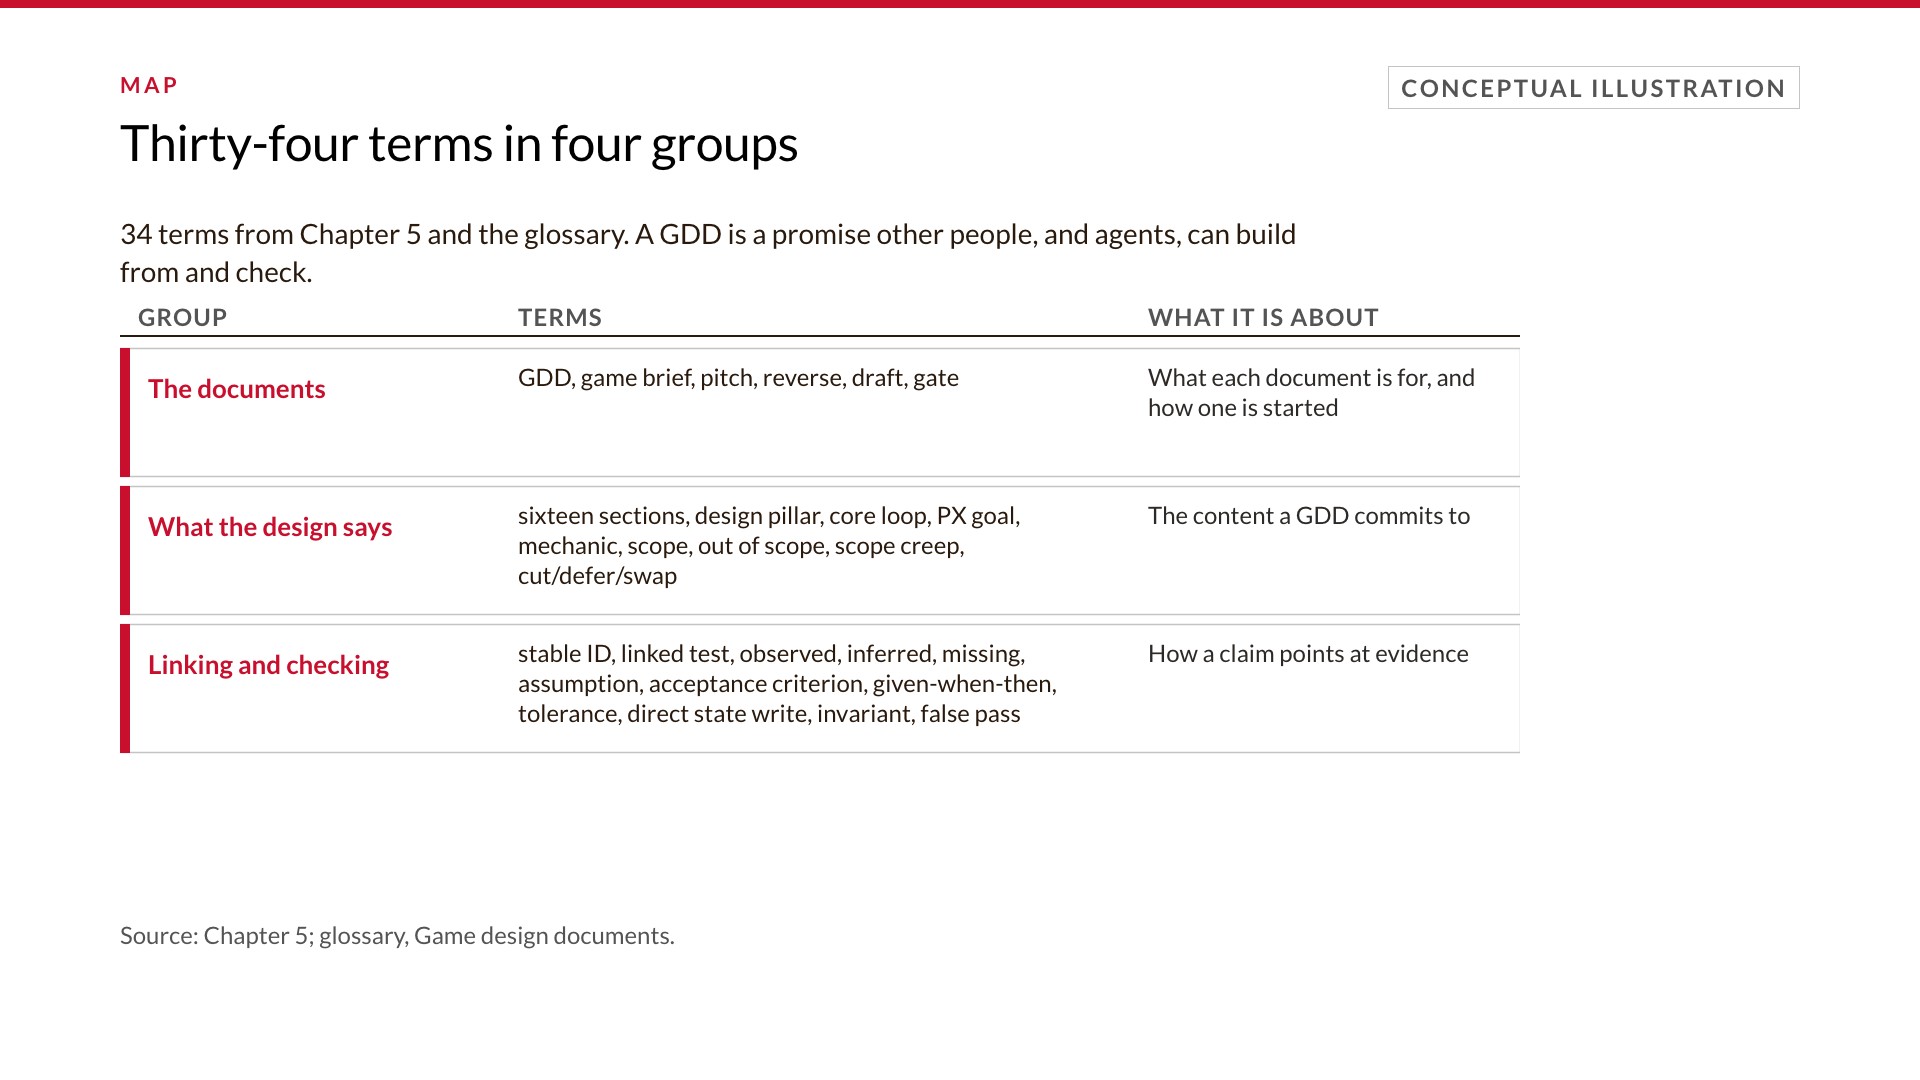 MAP
CONCEPTUAL ILLUSTRATION
Thirty-four terms in four groups
34 terms from Chapter 5 and the glossary. A GDD is a promise other people, and agents, can build
from and check.
GROUP TERMS WHAT IT IS ABOUT
The documents
GDD, game brief, pitch, reverse, draft, gate
What each document is for, and
how one is started
What the design says
sixteen sections, design pillar, core loop, PX goal,
mechanic, scope, out of scope, scope creep,
cut/defer/swap
The content a GDD commits to
Linking and checking
stable ID, linked test, observed, inferred, missing,
assumption, acceptance criterion, given-when-then,
tolerance, direct state write, invariant, false pass
How a claim points at evidence
Source: Chapter 5; glossary, Game design documents.